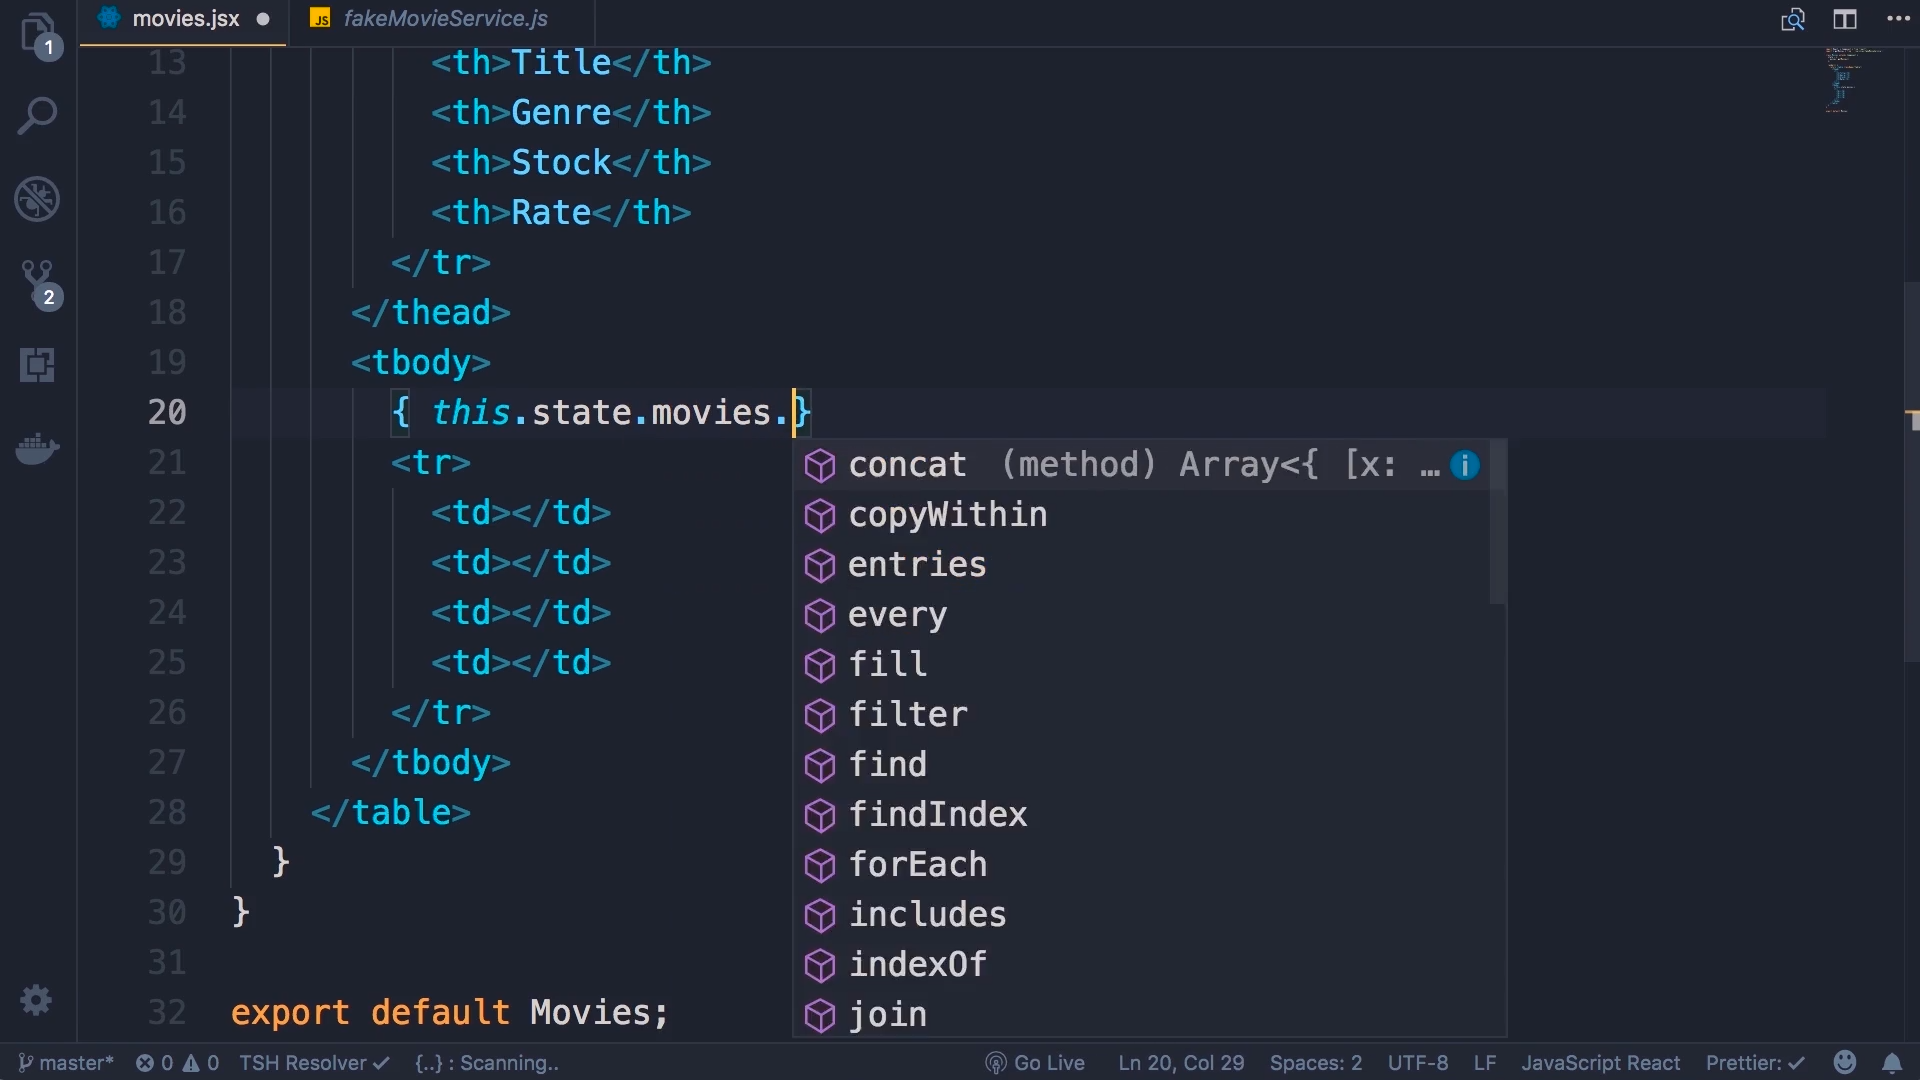 movies.jsx
JS fakeMovieService.js
1
13 <th>Title</th>
14 <th>Genre</th>
15 <th>Stock</th>
16 <th>Rate</th>
17 </tr>
2
18 </thead>
19 <tbody>
20 { this.state.movies.}
21 <tr>
22 <td></td>
23 <td></td>
24 <td></td>
25 <td></td>
26 </tr>
27 </tbody>
28 </table>
29 }
30 }
31
32 export default Movies;
concat (method) Array<{ [x: …
copyWithin
entries
every
fill
filter
find
findIndex
forEach
includes
indexOf
join
master* 0 0 TSH Resolver {..} : Scanning.. Go Live Ln 20, Col 29 Spaces: 2 UTF-8 LF JavaScript React Prettier: